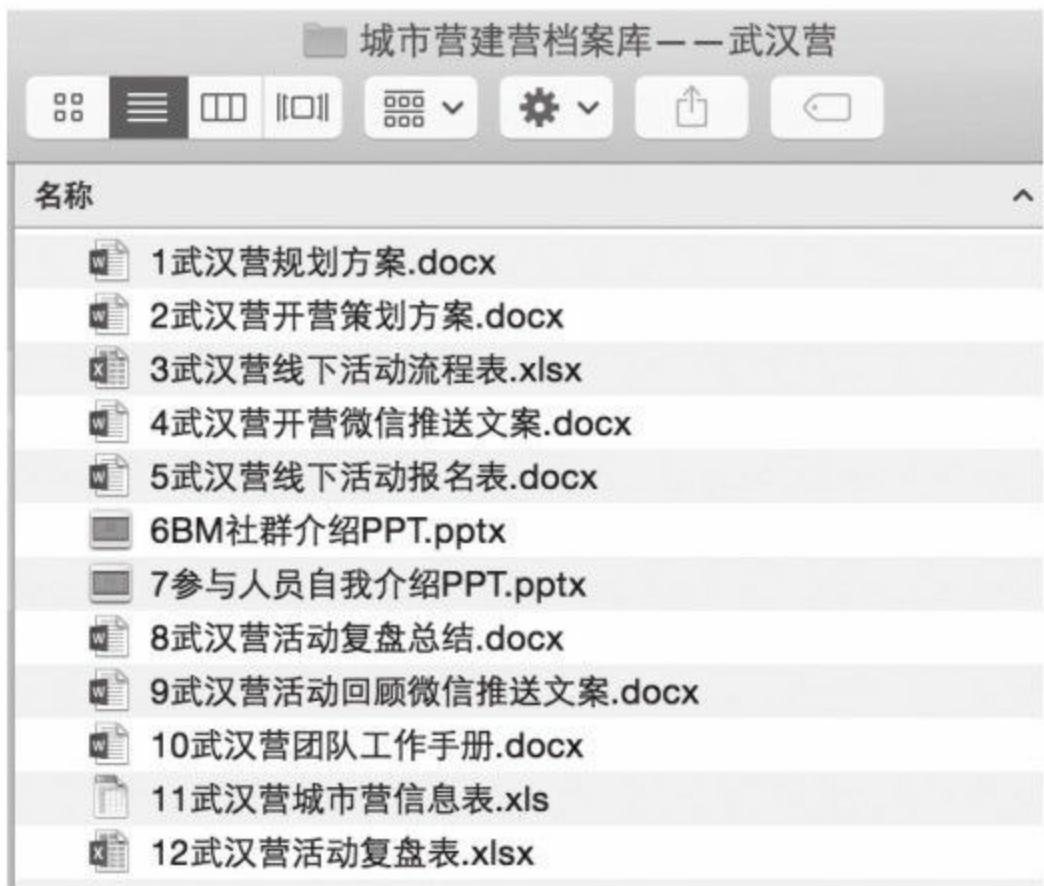 城市营建营档案库——武汉营
名称
1武汉营规划方案.docx
2武汉营开营策划方案.docx
3武汉营线下活动流程表.xlsx
4武汉营开营微信推送文案.docx
5武汉营线下活动报名表.docx
6BM社群介绍PPT.pptx
7参与人员自我介绍PPT.pptx
8武汉营活动复盘总结.docx
9武汉营活动回顾微信推送文案.docx
10武汉营团队工作手册.docx
11武汉营城市营信息表.xls
12武汉营活动复盘表.xlsx